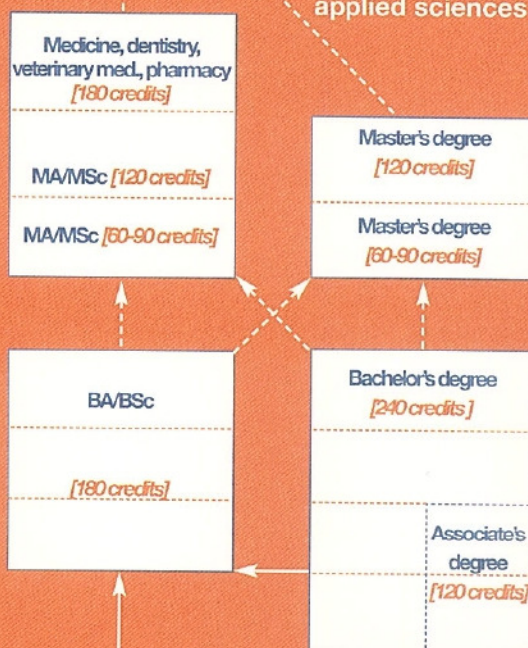 applied sciences
Medicine, dentistry,
veterinary med., pharmacy
[180 credits]
MA/MSc [120 credits]
MA/MSc [60-90 credits]
Master's degree
[120 credits]
Master's degree
[60-90 credits]
BA/BSc
[180 credits]
Bachelor's degree
[240 credits]
Associate's
degree
[120 credits]